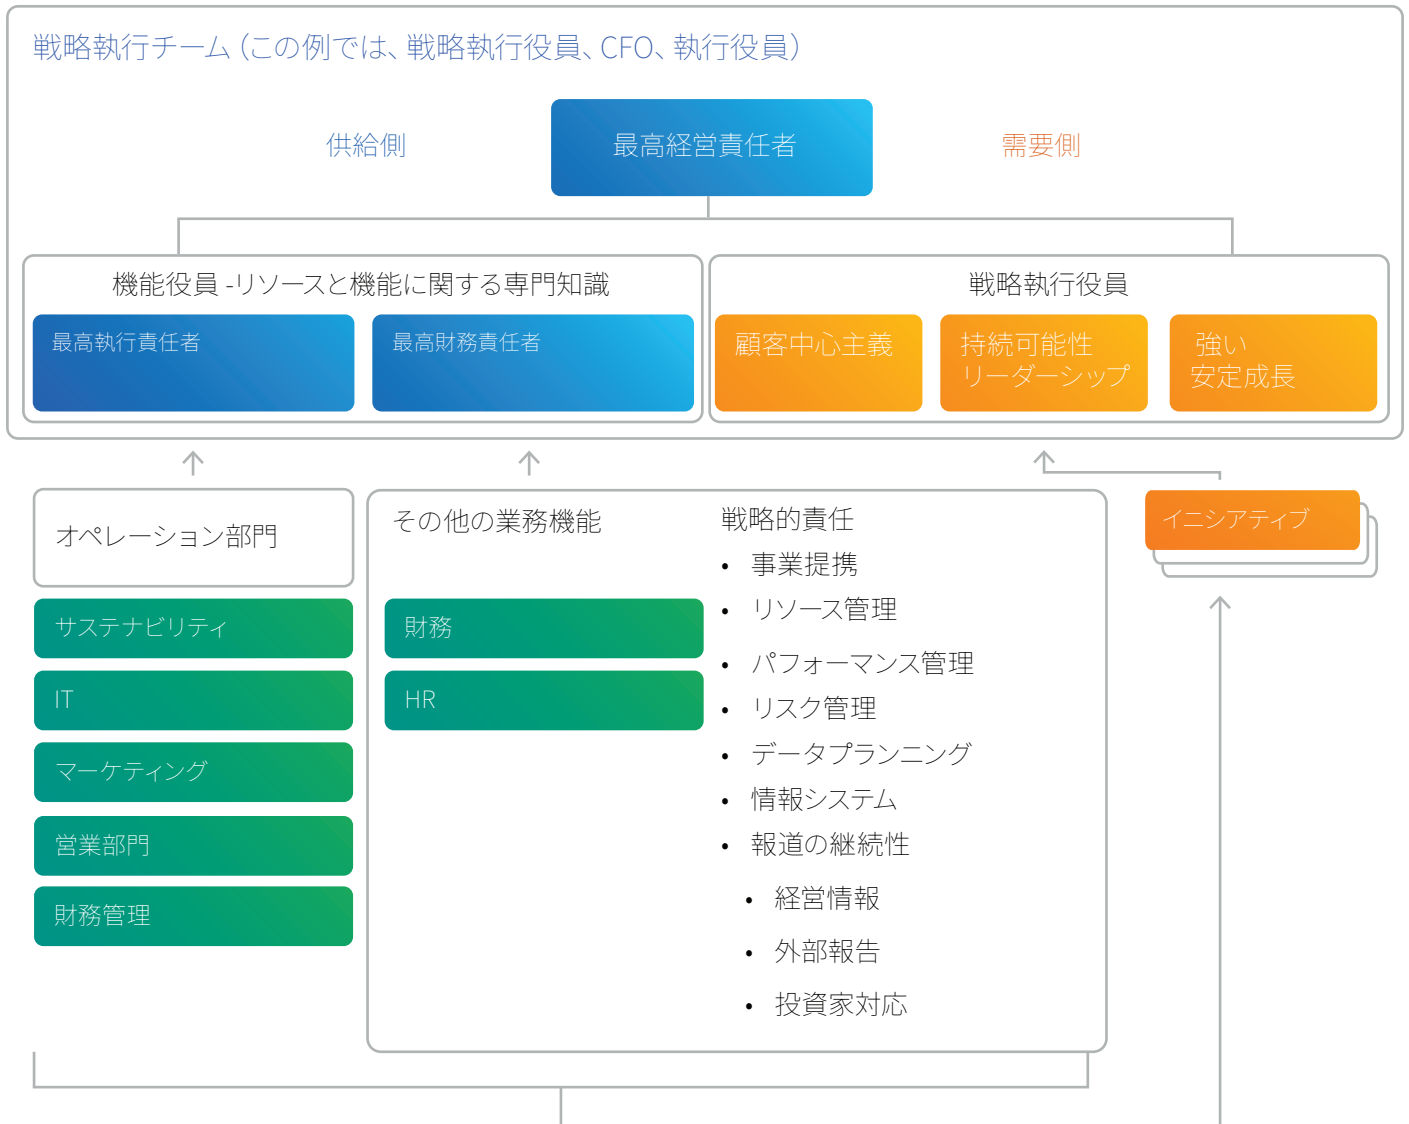 戦略執行チーム（この例では、戦略執行役員、CFO、執行役員）
供給側
最高経営責任者
需要側
機能役員 -リソースと機能に関する専門知識
戦略執行役員
最高執行責任者
最高財務責任者
顧客中心主義
持続可能性
リーダーシップ
強い
安定成長
オペレーション部門
その他の業務機能
戦略的責任
イニシアティブ
• 事業提携
• リソース管理
• パフォーマンス管理
• リスク管理
• データプランニング
• 情報システム
• 報道の継続性
• 経営情報
• 外部報告
• 投資家対応
サステナビリティ
IT
マーケティング
営業部門
財務管理
財務
HR